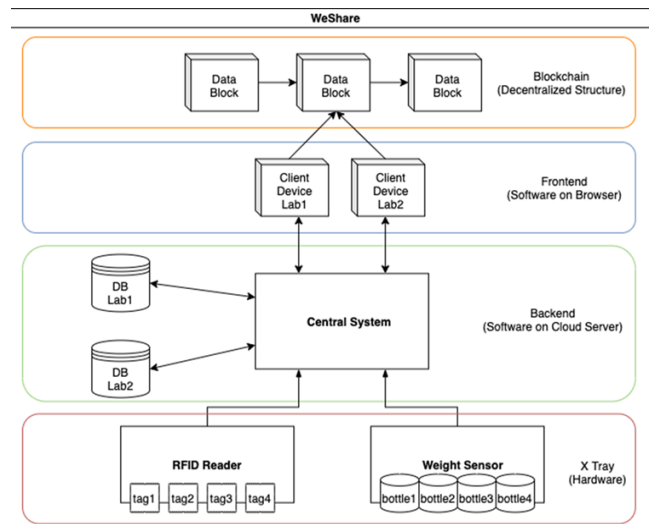 WeShare
Data
Block
Data
Block
Data
Block
Blockchain
(Decentralized Structure)
Client
Device
Lab1
Client
Device
Lab2
Frontend
(Software on Browser)
DB
Lab1
DB
Lab2
Central System
Backend
(Software on Cloud Server)
RFID Reader
tag1 tag2 tag3 tag4
Weight Sensor
bottle1 bottle2 bottle3 bottle4
X Tray
(Hardware)